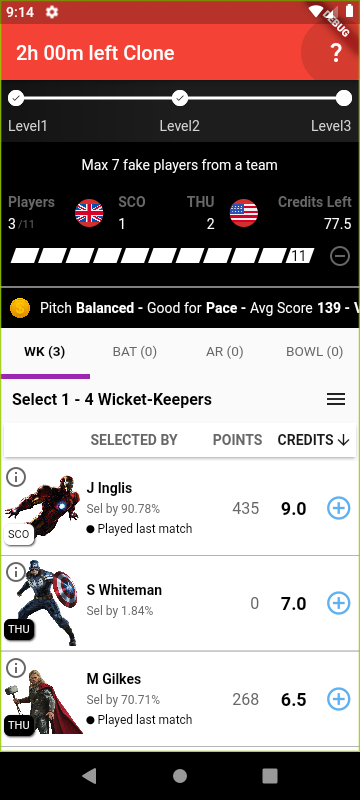 9:14
DEBUG
2h 00m left Clone
?
Level1 Level2 Level3
Max 7 fake players from a team
Players SCO THU Credits Left
3 /11 1 2 77.5
11
Pitch Balanced - Good for Pace - Avg Score 139 - V
WK (3) BAT (0) AR (0) BOWL (0)
Select 1 - 4 Wicket-Keepers
SELECTED BY POINTS CREDITS
J Inglis
Sel by 90.78% 435 9.0
Played last match
SCO
S Whiteman
Sel by 1.84% 0 7.0
THU
M Gilkes
Sel by 70.71% 268 6.5
Played last match
THU